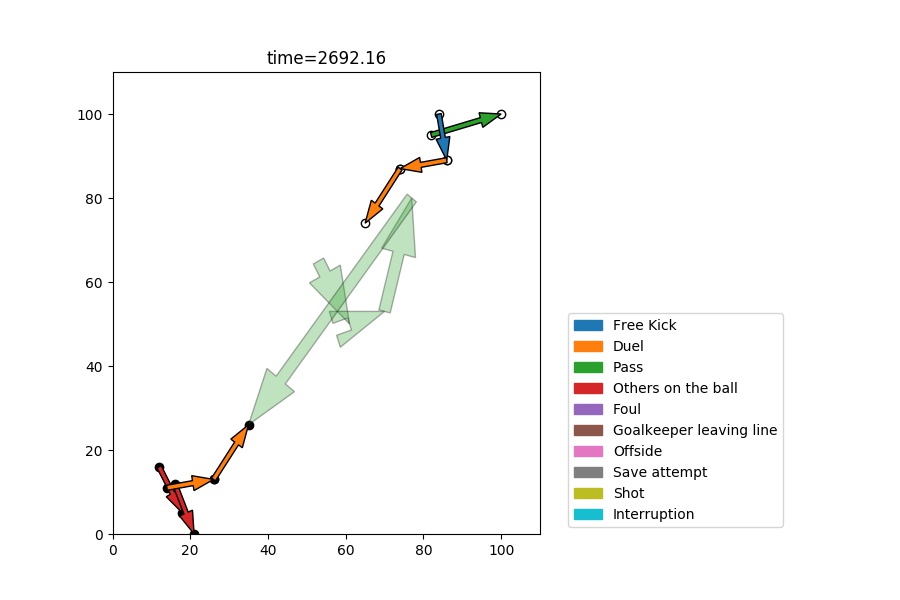 time=2692.16
100
80
60
40
20
0
0 20 40 60 80 100
Free Kick
Duel
Pass
Others on the ball
Foul
Goalkeeper leaving line
Offside
Save attempt
Shot
Interruption